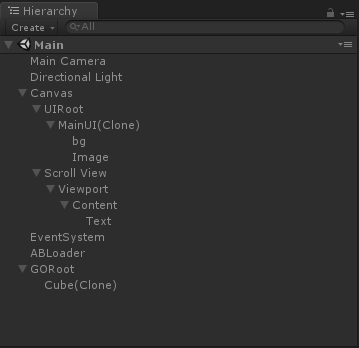 Hierarchy
Create All
Main
Main Camera
Directional Light
Canvas
UIRoot
MainUI(Clone)
bg
Image
Scroll View
Viewport
Content
Text
EventSystem
ABLoader
GORoot
Cube(Clone)